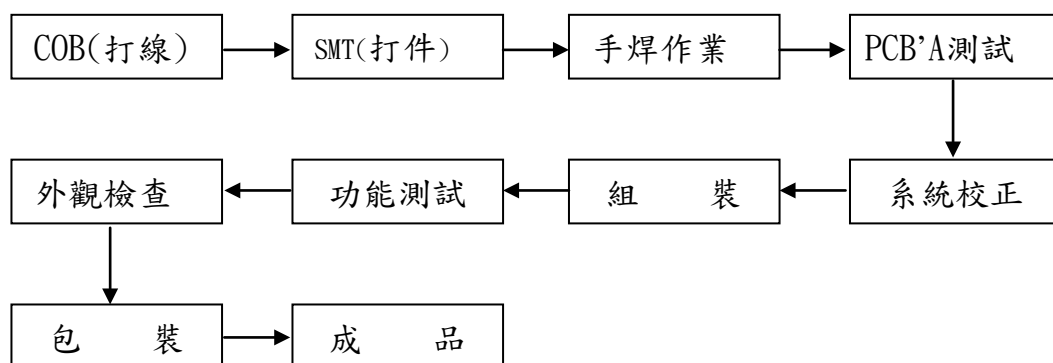 COB(打線)
SMT(打件)
手焊作業
PCB’A測試
系統校正
組 裝
功能測試
外觀檢查
包 裝
成 品